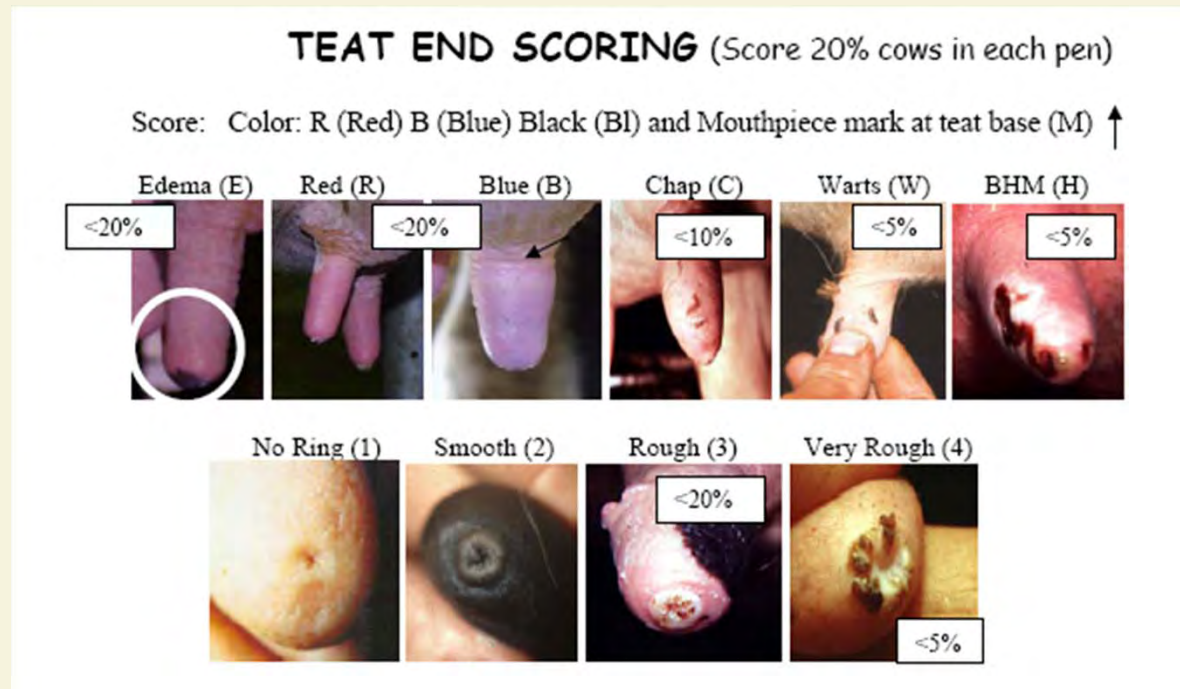 TEAT END SCORING (Score 20% cows in each pen)
Score: Color: R (Red) B (Blue) Black (Bl) and Mouthpiece mark at teat base (M)
Edema (E) Red (R) Blue (B) Chap (C) Warts (W) BHM (H)
<20% <20% <10% <5% <5%
No Ring (1) Smooth (2) Rough (3) Very Rough (4)
<20%
<5%